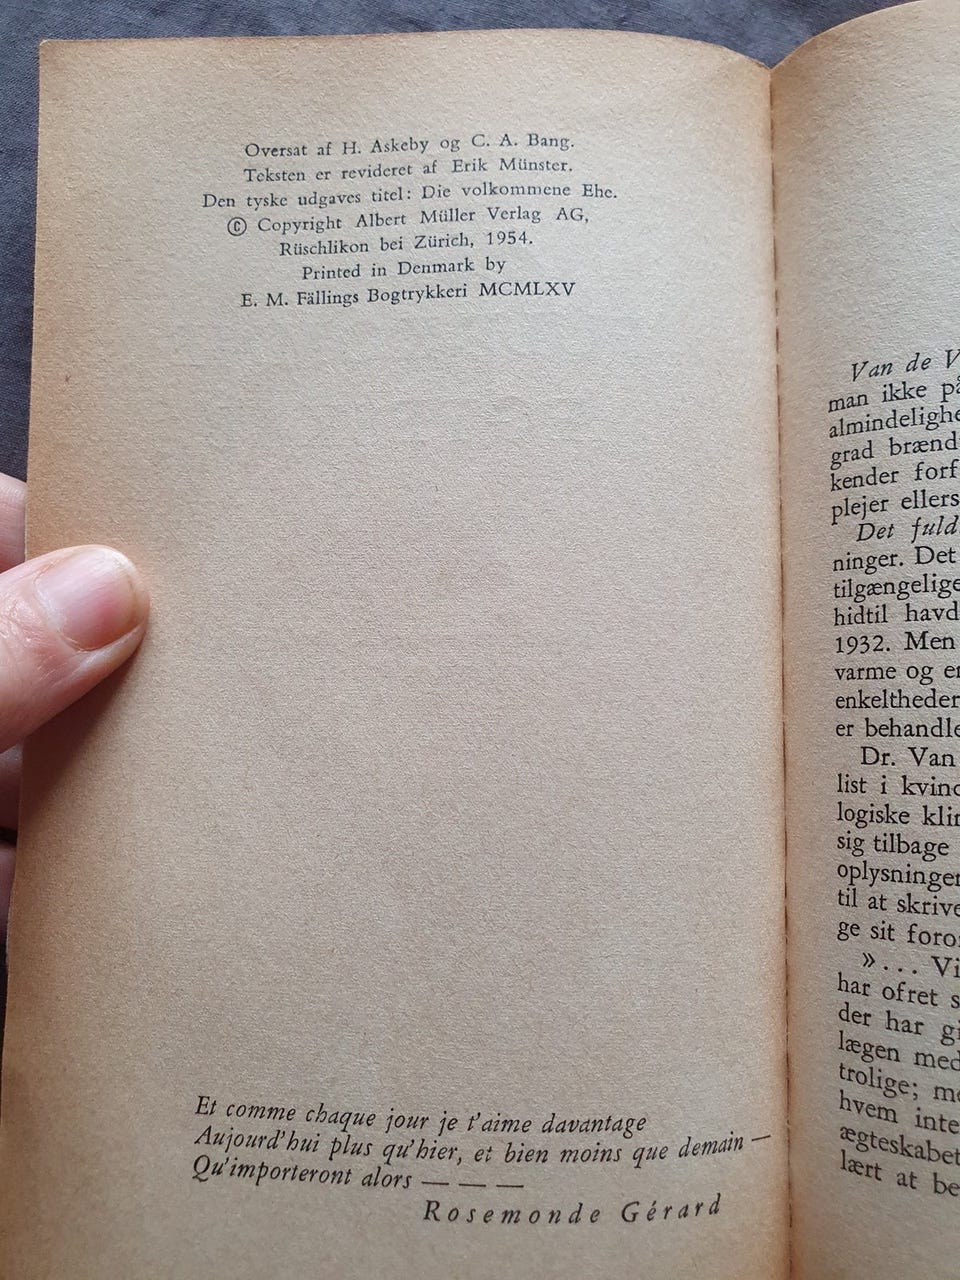 Oversat af H. Askeby og C. A. Bang.
Teksten er revideret af Erik Münster.
Den tyske udgaves titel: Die volkommene Ehe.
© Copyright Albert Müller Verlag AG,
Rüschlikon bei Zürich, 1954.
Printed in Denmark by
E. M. Fällings Bogtrykkeri MCMLXV
Et comme chaque jour je t'aime davantage
Aujourd'hui plus qu'hier, et bien moins que demain —
Qu'importeront alors — — —
Rosemonde Gérard
Van de V
man ikke på
almindelighe
grad brænd
kender forf
plejer ellers
Det fuld
ninger. Det
tilgængelige
hidtil havd
1932. Men
varme og en
enkeltheder
er behandle
Dr. Van
list i kvind
logiske klin
sig tilbage
oplysninger
til at skrive
ge sit foror
»... Vi
har ofret s
der har gi
lægen med
trolige; me
hvem inte
ægteskabet
lært at be